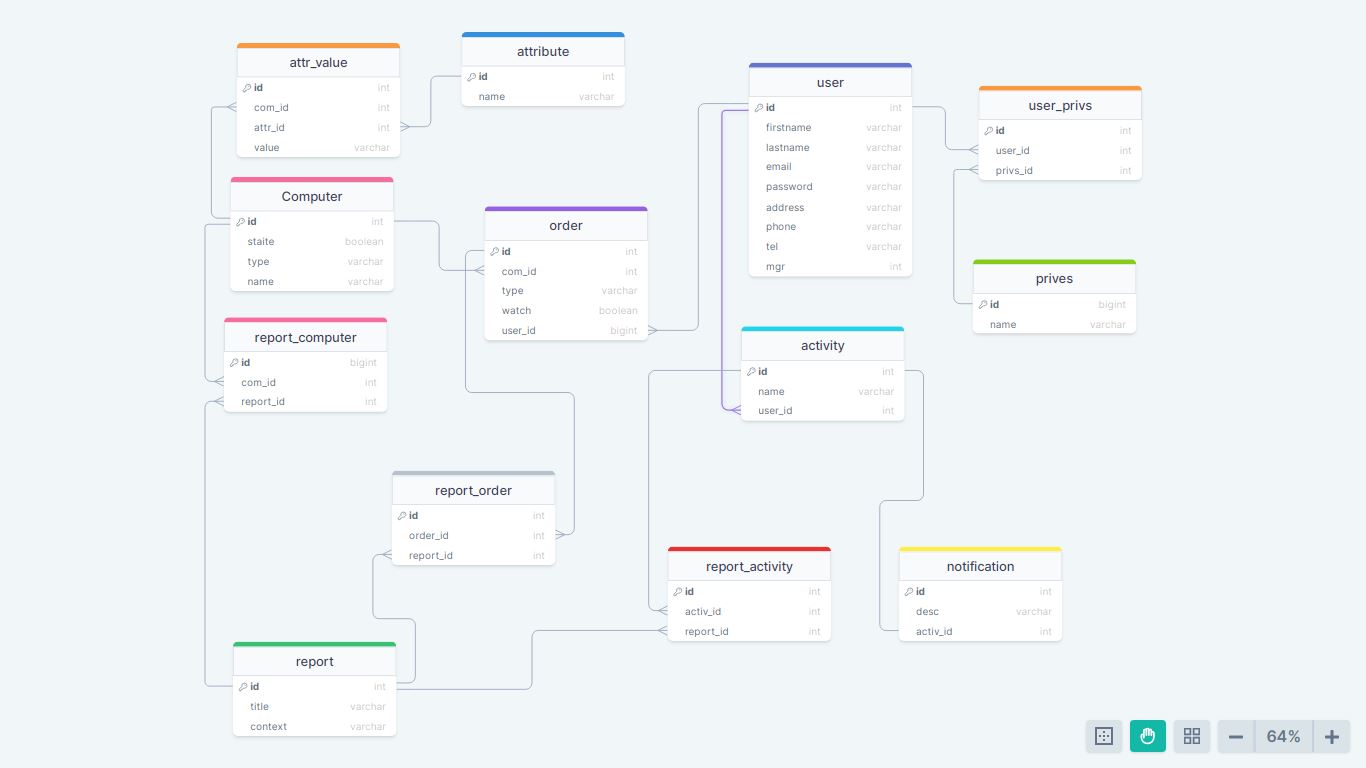 attr_value
id int
com_id int
attr_id int
value varchar
attribute
id int
name varchar
user
id int
firstname varchar
lastname varchar
email varchar
password varchar
address varchar
phone varchar
tel varchar
mgr int
user_privs
id int
user_id int
privs_id int
Computer
id int
staite boolean
type varchar
name varchar
order
id int
com_id int
type varchar
watch boolean
user_id bigint
prives
id bigint
name varchar
report_computer
id bigint
com_id int
report_id int
activity
id int
name varchar
user_id int
report_order
id int
order_id int
report_id int
report_activity
id int
activ_id int
report_id int
notification
id int
desc varchar
activ_id int
report
id int
title varchar
context varchar
64%